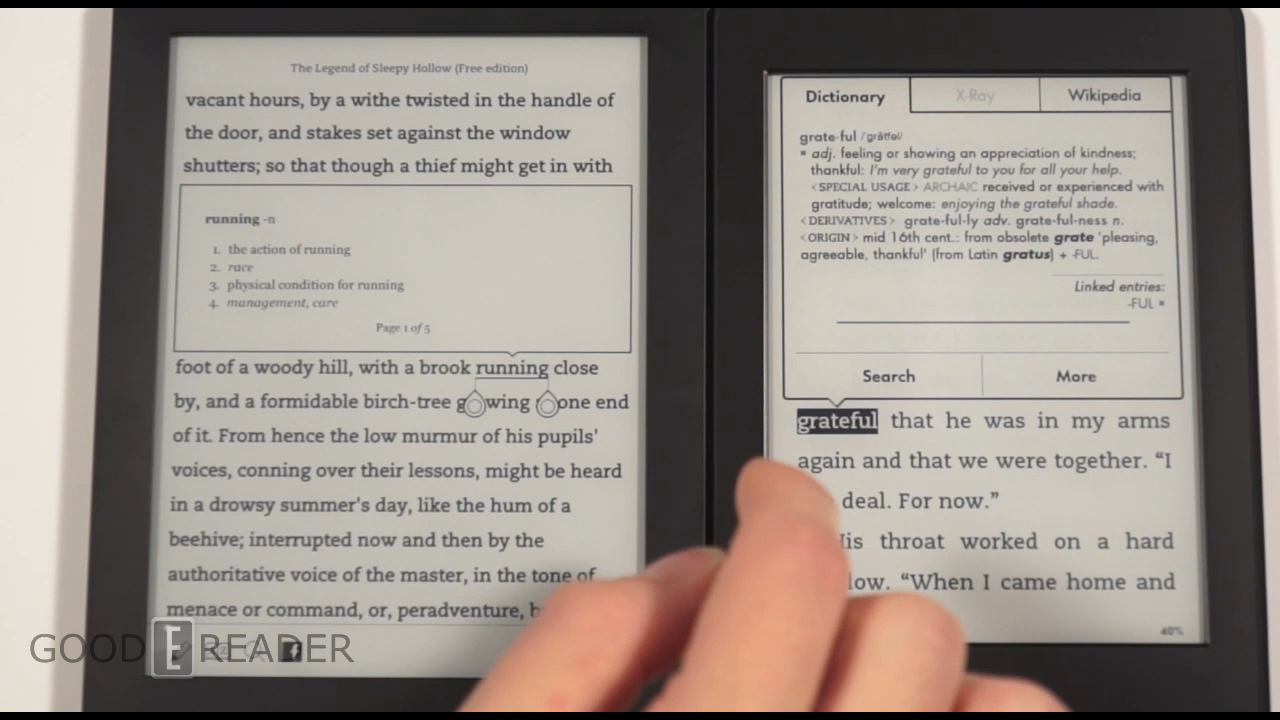 The Legend of Sleepy Hollow (Free edition)
vacant hours, by a withe twisted in the handle of
the door, and stakes set against the window
shutters; so that though a thief might get in with
running -n
1. the action of running
2. race
3. physical condition for running
4. management, care
Page 1 of 5
foot of a woody hill, with a brook running close
by, and a formidable birch-tree wing one end
of it. From hence the low murmur of his pupils'
voices, conning over their lessons, might be heard
in a drowsy summer's day, like the hum of a
beehive; interrupted now and then by the
authoritative voice of the master, in the tone of
menace or command, or, peradventure, b
GOOD E READER
Dictionary
X-Ray
Wikipedia
grate·ful /ˈgrātfəl/
▪ adj. feeling or showing an appreciation of kindness;
thankful: I'm very grateful to you for all your help.
‹SPECIAL USAGE› ARCHAIC received or experienced with
gratitude; welcome: enjoying the grateful shade.
‹DERIVATIVES› grate·ful·ly adv. grate·ful·ness n.
‹ORIGIN› mid 16th cent.: from obsolete grate 'pleasing,
agreeable, thankful' (from Latin gratus) + -FUL.
Linked entries:
-FUL ▪
Search
More
grateful that he was in my arms
again and that we were together. “I
deal. For now.”
His throat worked on a hard
low. “When I came home and
40%